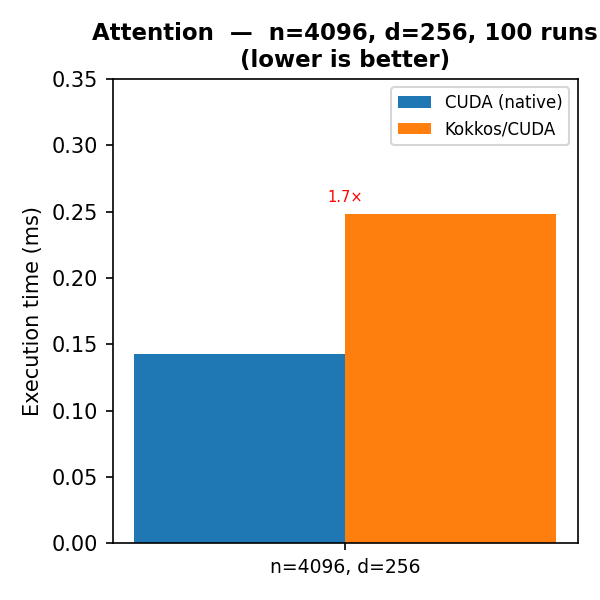 Attention — n=4096, d=256, 100 runs
(lower is better)
0.35
0.30
0.25
0.20
0.15
0.10
0.05
0.00
Execution time (ms)
CUDA (native)
Kokkos/CUDA
1.7×
n=4096, d=256